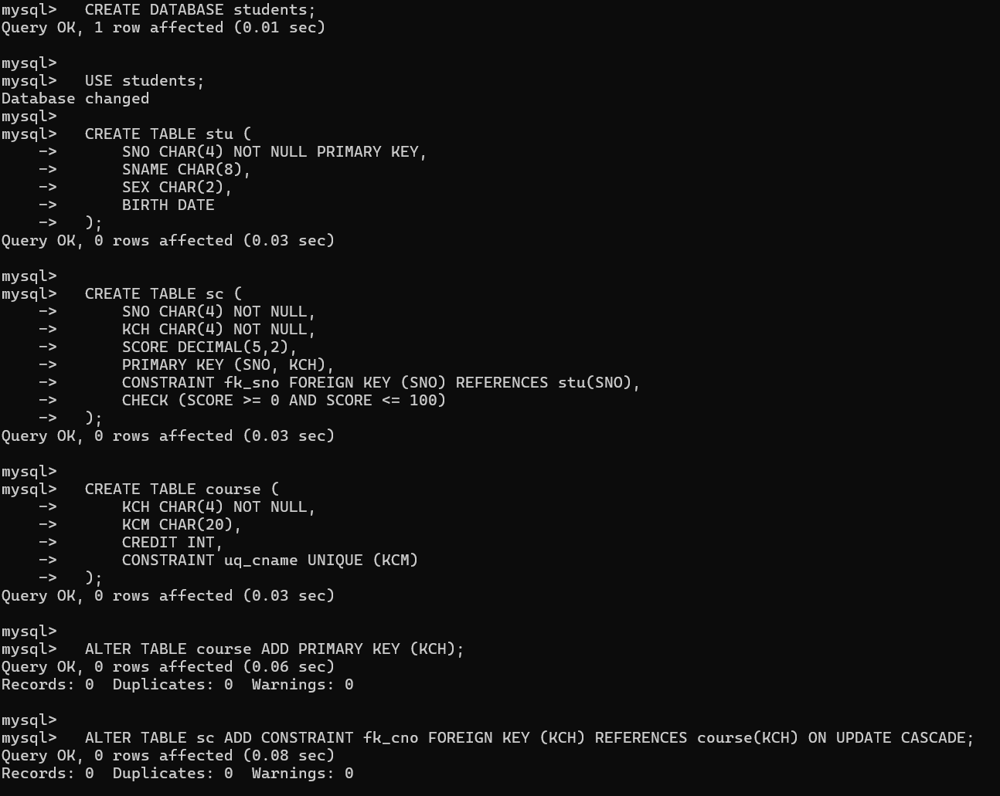 mysql>   CREATE DATABASE students;
Query OK, 1 row affected (0.01 sec)

mysql>
mysql>   USE students;
Database changed
mysql>
mysql>   CREATE TABLE stu (
    ->       SNO CHAR(4) NOT NULL PRIMARY KEY,
    ->       SNAME CHAR(8),
    ->       SEX CHAR(2),
    ->       BIRTH DATE
    ->   );
Query OK, 0 rows affected (0.03 sec)

mysql>
mysql>   CREATE TABLE sc (
    ->       SNO CHAR(4) NOT NULL,
    ->       KCH CHAR(4) NOT NULL,
    ->       SCORE DECIMAL(5,2),
    ->       PRIMARY KEY (SNO, KCH),
    ->       CONSTRAINT fk_sno FOREIGN KEY (SNO) REFERENCES stu(SNO),
    ->       CHECK (SCORE >= 0 AND SCORE <= 100)
    ->   );
Query OK, 0 rows affected (0.03 sec)

mysql>
mysql>   CREATE TABLE course (
    ->       KCH CHAR(4) NOT NULL,
    ->       KCM CHAR(20),
    ->       CREDIT INT,
    ->       CONSTRAINT uq_cname UNIQUE (KCM)
    ->   );
Query OK, 0 rows affected (0.03 sec)

mysql>
mysql>   ALTER TABLE course ADD PRIMARY KEY (KCH);
Query OK, 0 rows affected (0.06 sec)
Records: 0  Duplicates: 0  Warnings: 0

mysql>
mysql>   ALTER TABLE sc ADD CONSTRAINT fk_cno FOREIGN KEY (KCH) REFERENCES course(KCH) ON UPDATE CASCADE;
Query OK, 0 rows affected (0.08 sec)
Records: 0  Duplicates: 0  Warnings: 0